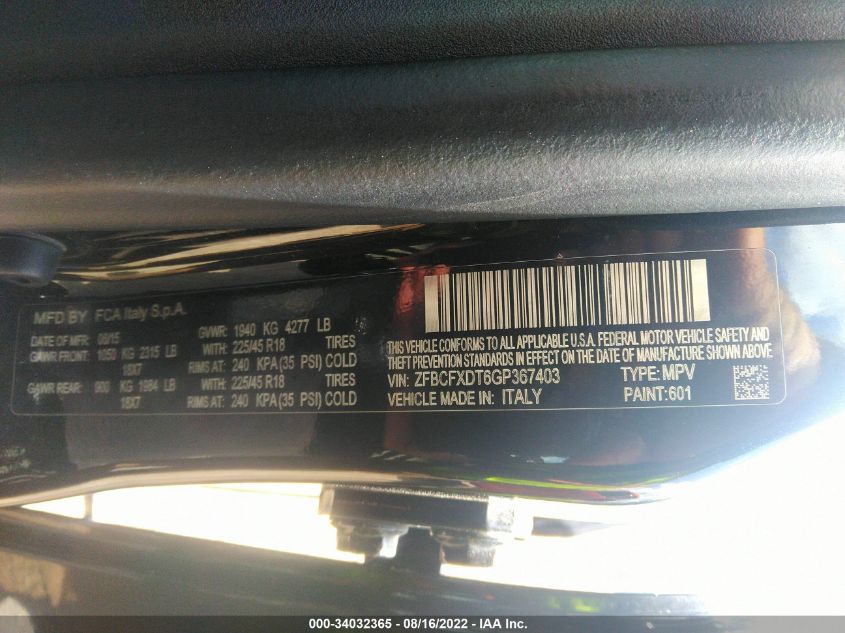 MFD BY FCA Italy S.p.A.
DATE OF MFR: 08/15 GVWR: 1940 KG 4277 LB
GAWR FRONT: 1050 KG 2315 LB WITH: 225/45 R18 TIRES
18X7 RIMS AT: 240 KPA (35 PSI) COLD
GAWR REAR: 900 KG 1984 LB WITH: 225/45 R18 TIRES
18X7 RIMS AT: 240 KPA (35 PSI) COLD
THIS VEHICLE CONFORMS TO ALL APPLICABLE U.S.A. FEDERAL MOTOR VEHICLE SAFETY AND
THEFT PREVENTION STANDARDS IN EFFECT ON THE DATE OF MANUFACTURE SHOWN ABOVE
VIN: ZFBCFXDT6GP367403 TYPE: MPV
VEHICLE MADE IN: ITALY PAINT: 601
000-34032365 - 08/16/2022 - IAA Inc.